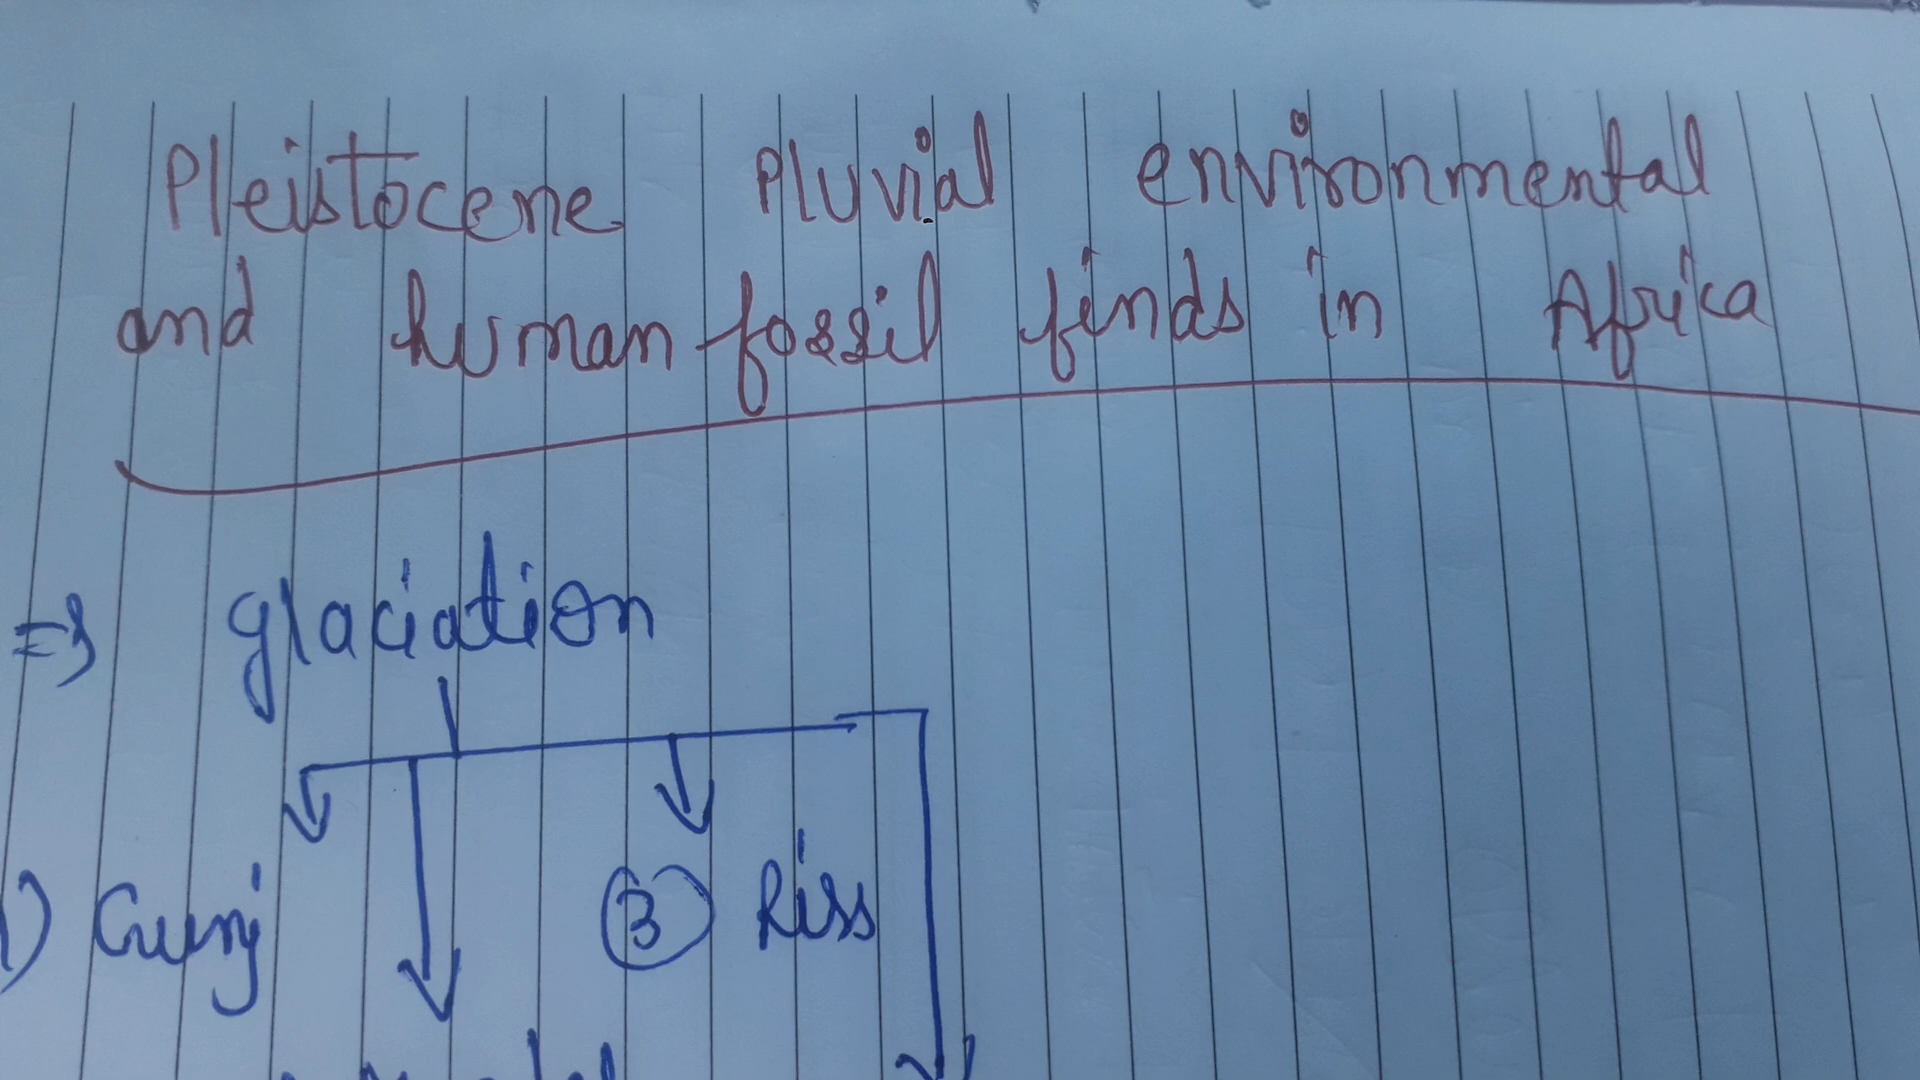 Pleistocene Pluvial environmental
and human fossil finds in Africa
=> glaciation
1) Gunj
3 Riss